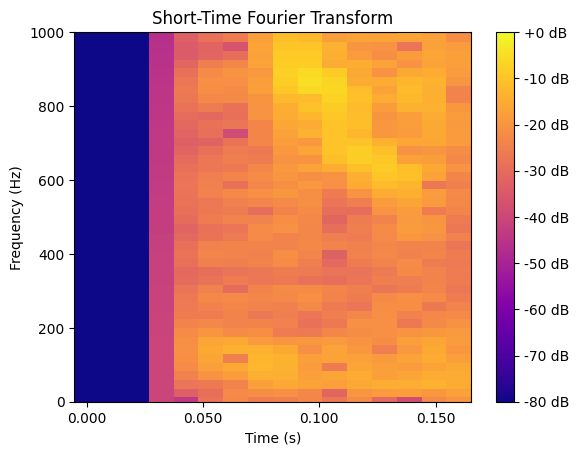 Short-Time Fourier Transform
1000
800
600
400
200
0
Frequency (Hz)
0.000
0.050
0.100
0.150
Time (s)
+0 dB
-10 dB
-20 dB
-30 dB
-40 dB
-50 dB
-60 dB
-70 dB
-80 dB